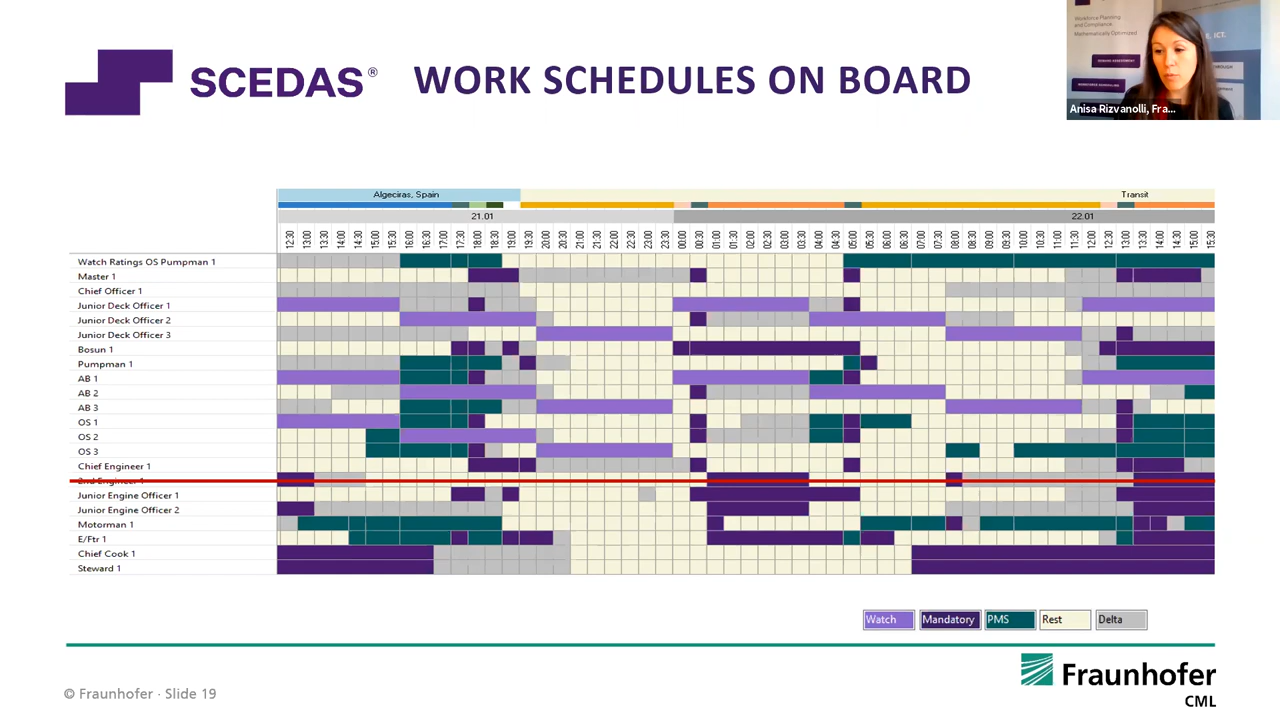 SCEDAS® WORK SCHEDULES ON BOARD
Workforce Planning
and Compliance.
Mathematically Optimized
Anisa Rizvanolli, Fra...
Algeciras, Spain Transit
21.01 22.01
12:30 13:00 13:30 14:00 14:30 15:00 15:30 16:00 16:30 17:00 17:30 18:00 18:30 19:00 19:30 20:00 20:30 21:00 21:30 22:00 22:30 23:00 23:30 00:00 00:30 01:00 01:30 02:00 02:30 03:00 03:30 04:00 04:30 05:00 05:30 06:00 06:30 07:00 07:30 08:00 08:30 09:00 09:30 10:00 10:30 11:00 11:30 12:00 12:30 13:00 13:30 14:00 14:30 15:00 15:30
Watch Ratings OS Pumpman 1
Master 1
Chief Officer 1
Junior Deck Officer 1
Junior Deck Officer 2
Junior Deck Officer 3
Bosun 1
Pumpman 1
AB 1
AB 2
AB 3
OS 1
OS 2
OS 3
Chief Engineer 1
2nd Engineer 1
Junior Engine Officer 1
Junior Engine Officer 2
Motorman 1
E/Ftr 1
Chief Cook 1
Steward 1
Watch Mandatory PMS Rest Delta
© Fraunhofer · Slide 19
Fraunhofer
CML